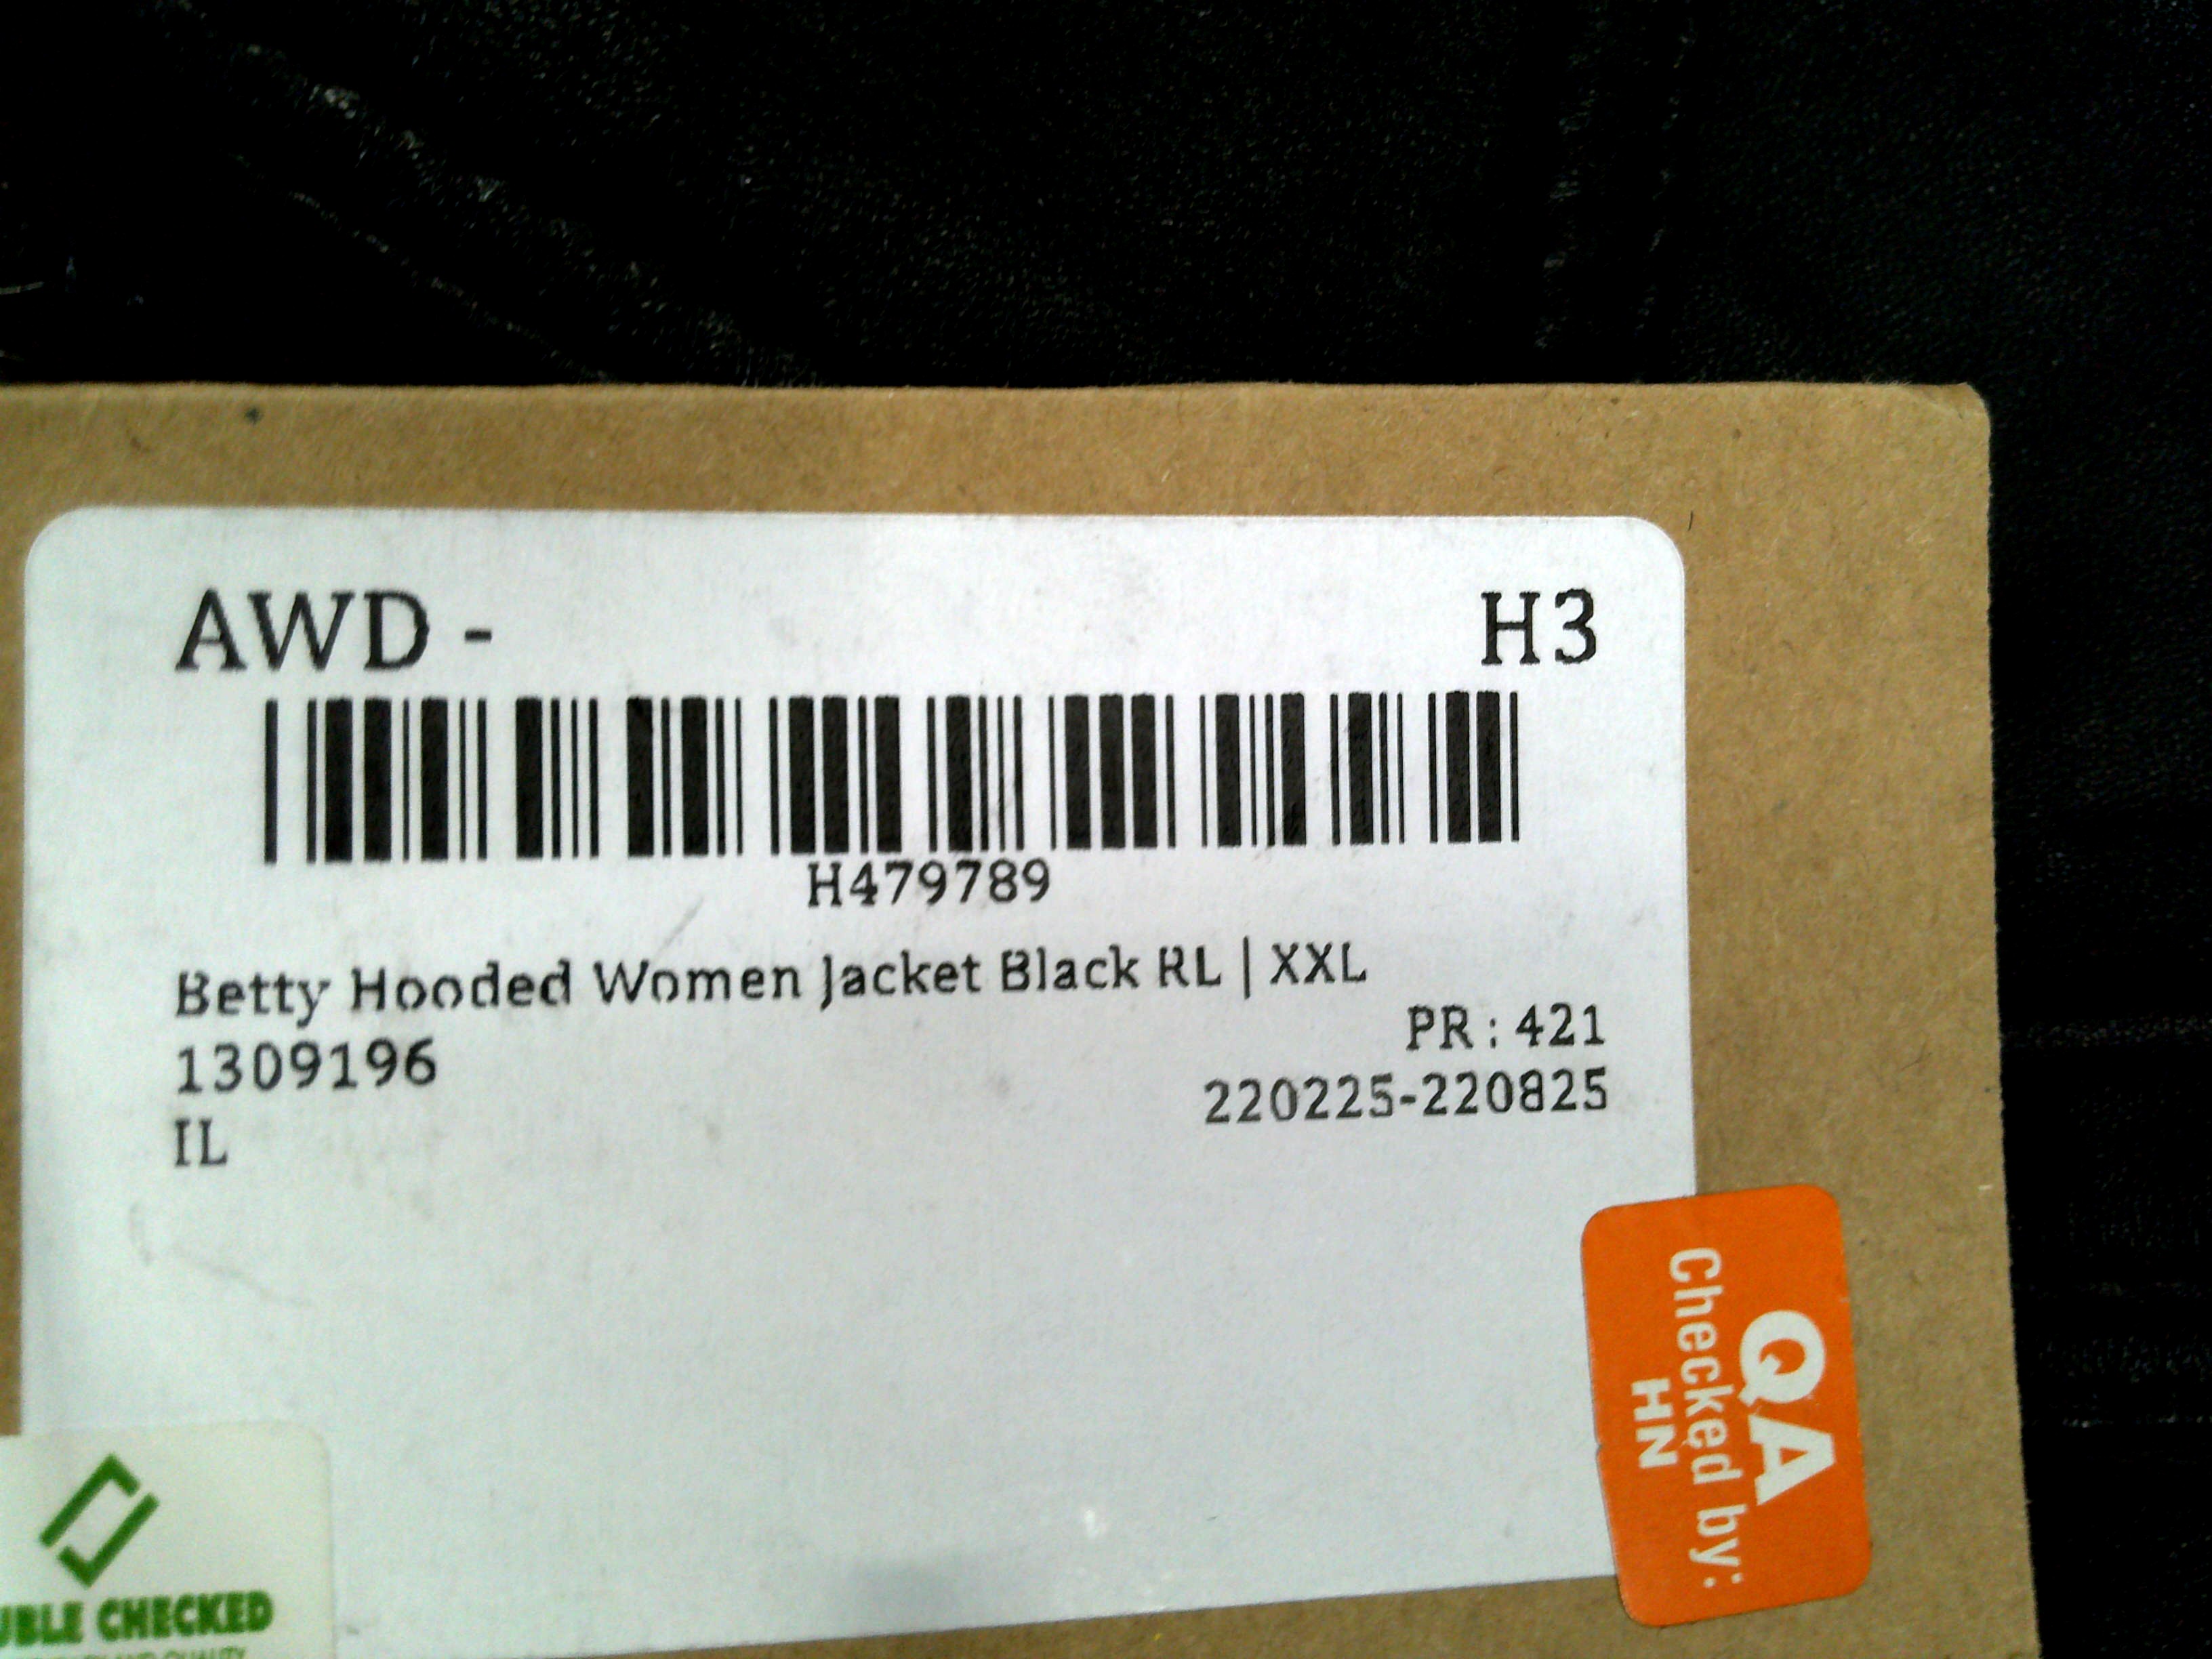 AWD -
H3
H479789
Betty Hooded Women Jacket Black RL | XXL
PR : 421
1309196
220225-220825
IL
QA
Checked by:
HN
CHECKED